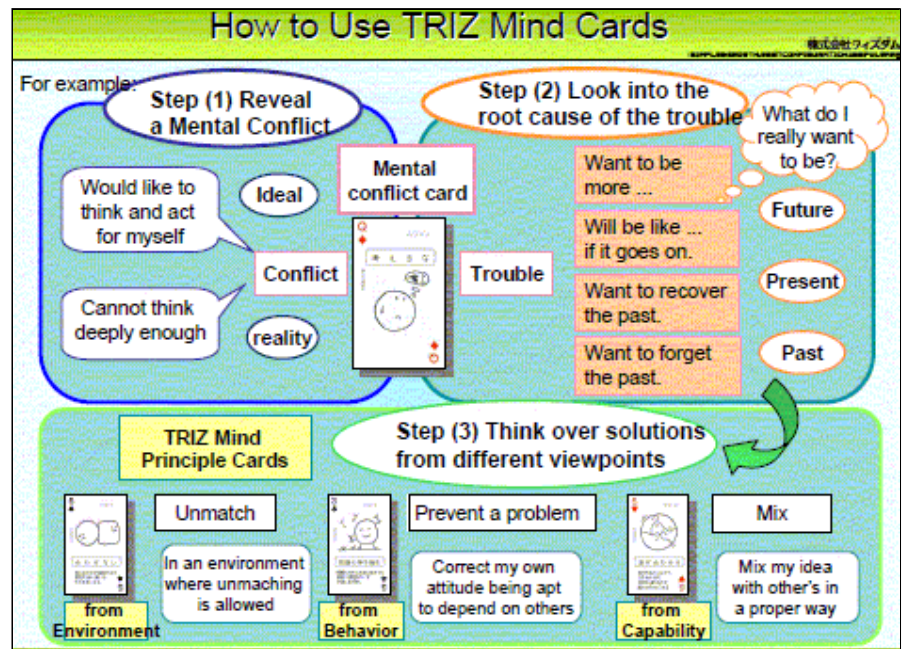 How to Use TRIZ Mind Cards
株式会社ウィズダム
For example:
Step (1) Reveal
a Mental Conflict
Step (2) Look into the
root cause of the trouble
What do I
really want
to be?
Would like to
think and act
for myself
Ideal
Mental
conflict card
Want to be
more ...
Future
Will be like ...
if it goes on.
Conflict
Q
考えるな
Q
Trouble
Present
Want to recover
the past.
Cannot think
deeply enough
reality
Want to forget
the past.
Past
TRIZ Mind
Principle Cards
Step (3) Think over solutions
from different viewpoints
Unmatch
Prevent a problem
Mix
In an environment
where unmaching
is allowed
Correct my own
attitude being apt
to depend on others
Mix my idea
with other's in
a proper way
from
Environment
from
Behavior
from
Capability